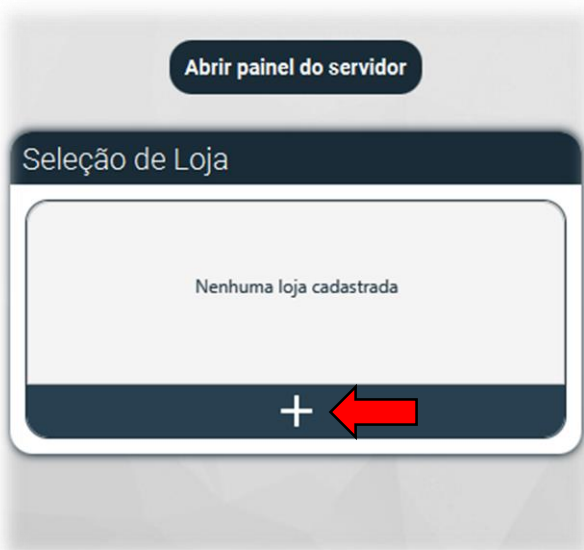 Abrir painel do servidor
Seleção de Loja
Nenhuma loja cadastrada
+